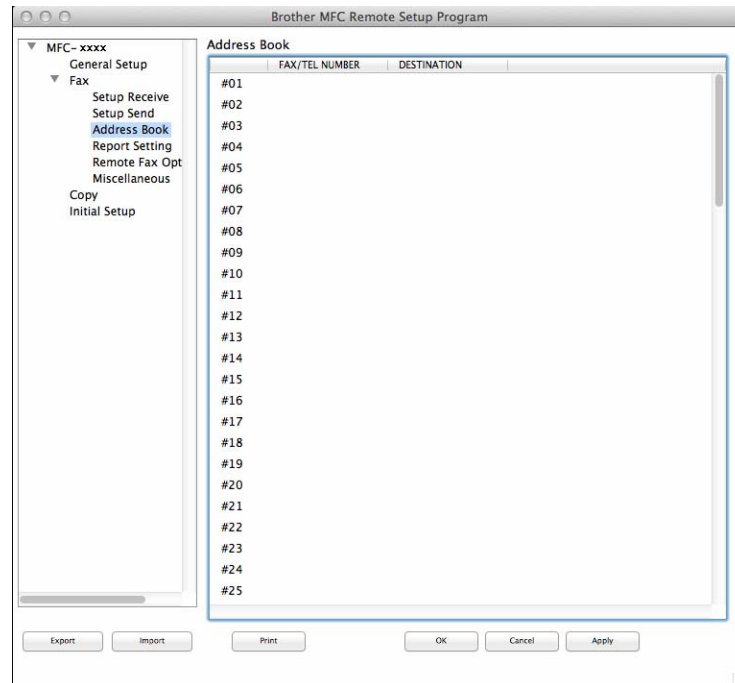 Brother MFC Remote Setup Program
MFC- xxxx
General Setup
Fax
Setup Receive
Setup Send
Address Book
Report Setting
Remote Fax Opt
Miscellaneous
Copy
Initial Setup
Address Book
FAX/TEL NUMBER DESTINATION
#01
#02
#03
#04
#05
#06
#07
#08
#09
#10
#11
#12
#13
#14
#15
#16
#17
#18
#19
#20
#21
#22
#23
#24
#25
Export Import Print OK Cancel Apply